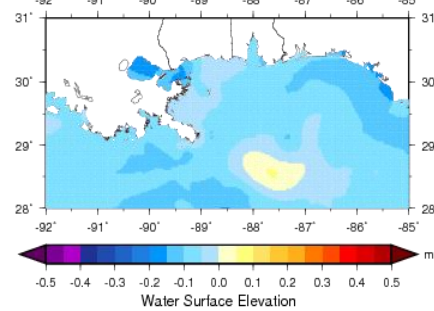 -92 -91 -90 -89 -88 -87 -86 -85
31˚ 31˚
30˚ 30˚
29˚ 29˚
28˚ 28˚
-92˚ -91˚ -90˚ -89˚ -88˚ -87˚ -86˚ -85˚
m
-0.5 -0.4 -0.3 -0.2 -0.1 0.0 0.1 0.2 0.3 0.4 0.5
Water Surface Elevation